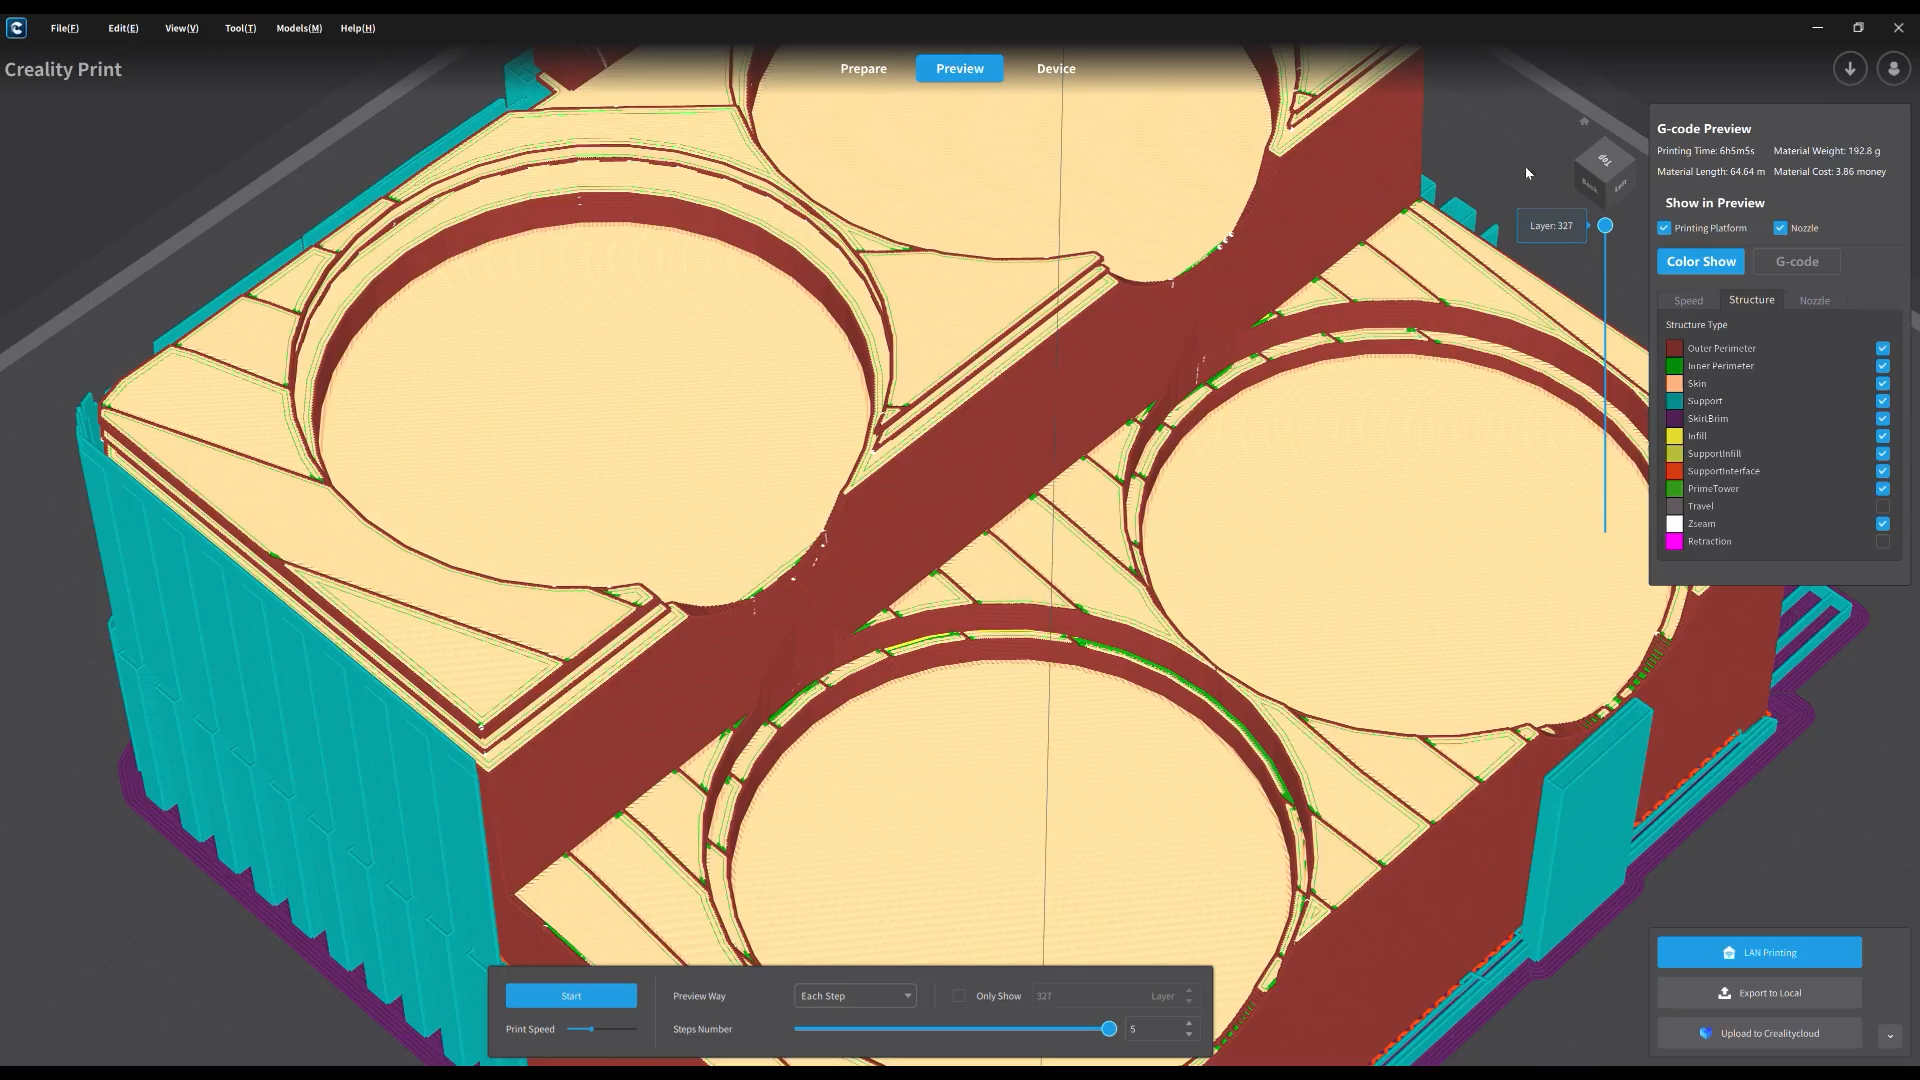 File(F) Edit(E) View(V) Tool(T) Models(M) Help(H)
Creality Print
Prepare Preview Device
Top
Back Left
G-code Preview
Printing Time: 6h5m5s Material Weight: 192.8 g
Material Length: 64.64 m Material Cost: 3.86 money
Show in Preview
Layer: 327
Printing Platform Nozzle
Color Show G-code
Speed Structure Nozzle
Structure Type
Outer Perimeter
Inner Perimeter
Skin
Support
SkirtBrim
Infill
SupportInfill
SupportInterface
PrimeTower
Travel
Zseam
Retraction
LAN Printing
Export to Local
Upload to Crealitycloud
Start Preview Way Each Step Only Show 327 Layer
Print Speed Steps Number 5